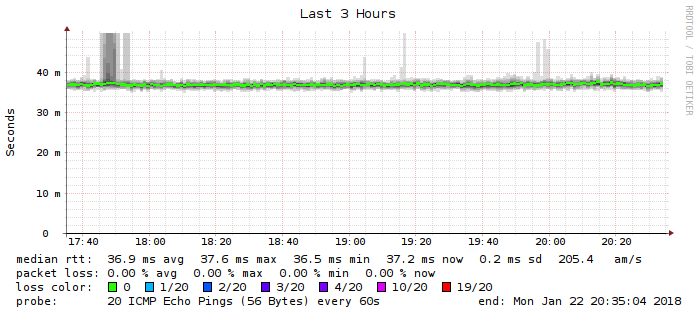 Last 3 Hours
RRDTOOL / TOBI OETIKER
Seconds
40 m
30 m
20 m
10 m
0
17:40 18:00 18:20 18:40 19:00 19:20 19:40 20:00 20:20
median rtt: 36.9 ms avg 37.6 ms max 36.5 ms min 37.2 ms now 0.2 ms sd 205.4 am/s
packet loss: 0.00 % avg 0.00 % max 0.00 % min 0.00 % now
loss color: 0 1/20 2/20 3/20 4/20 10/20 19/20
probe: 20 ICMP Echo Pings (56 Bytes) every 60s end: Mon Jan 22 20:35:04 2018